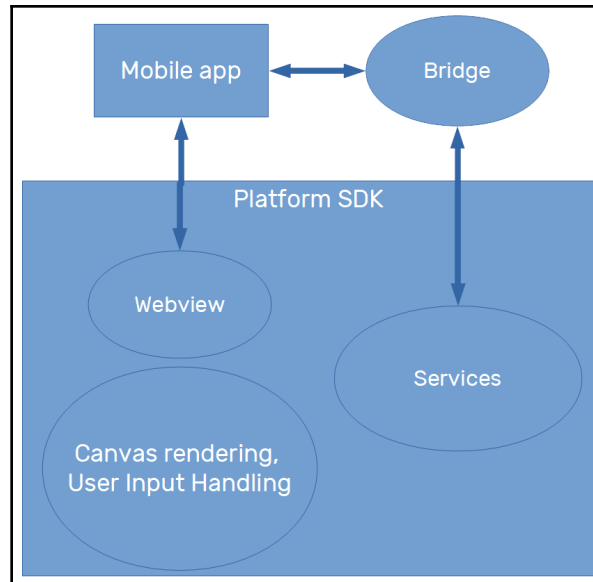 Mobile app
Bridge
Platform SDK
Webview
Services
Canvas rendering,
User Input Handling